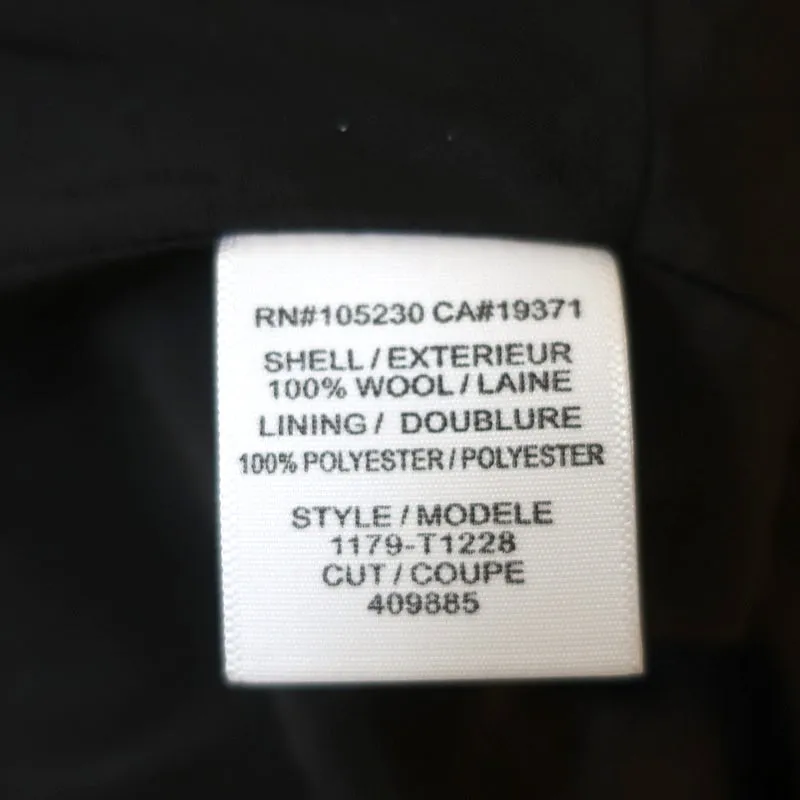 RN#105230 CA#19371
SHELL / EXTERIEUR
100% WOOL / LAINE
LINING / DOUBLURE
100% POLYESTER / POLYESTER
STYLE / MODELE
1179-T1228
CUT / COUPE
409885